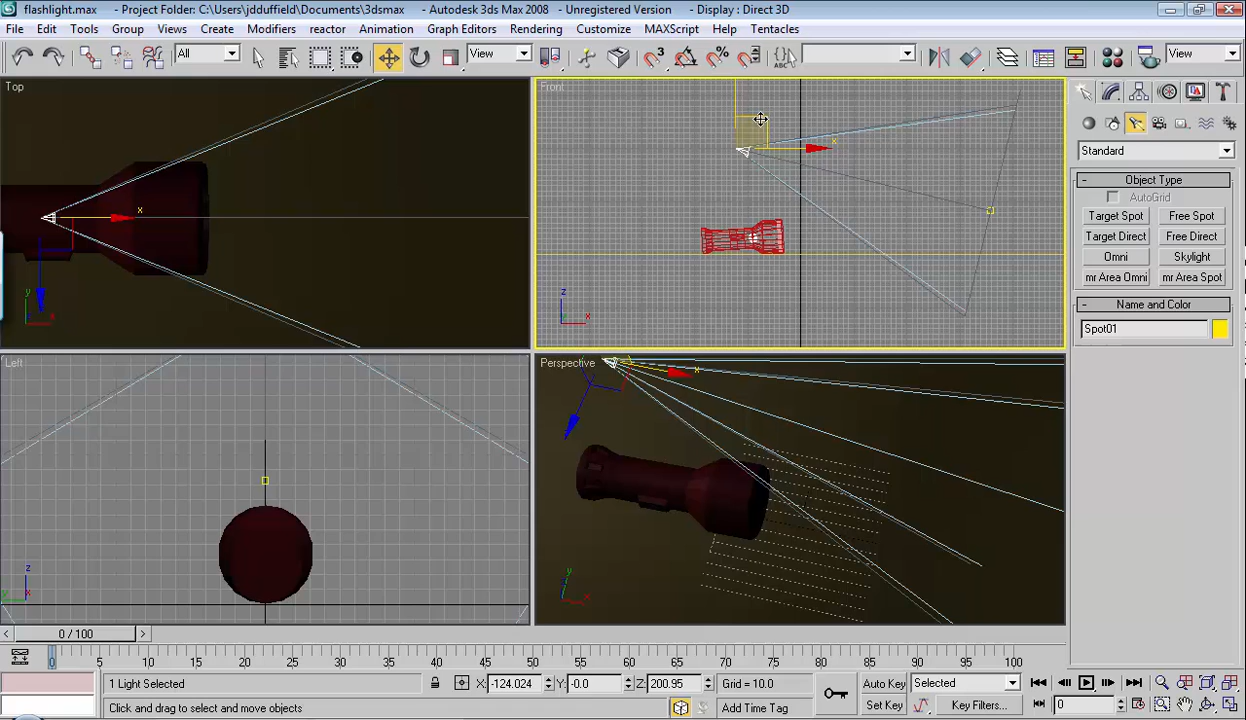 flashlight.max - Project Folder: C:\Users\jdduffield\Documents\3dsmax - Autodesk 3ds Max 2008 - Unregistered Version - Display : Direct 3D
File Edit Tools Group Views Create Modifiers reactor Animation Graph Editors Rendering Customize MAXScript Help Tentacles
All View View
Top
Front
x
y
x
x
z
x
Left
Perspective
x
z
y
y
x
Standard
- Object Type
AutoGrid
Target Spot Free Spot
Target Direct Free Direct
Omni Skylight
mr Area Omni mr Area Spot
- Name and Color
Spot01
< 0 / 100 >
0 5 10 15 20 25 30 35 40 45 50 55 60 65 70 75 80 85 90 95 100
1 Light Selected X: -124.024 Y: -0.0 Z: 200.95 Grid = 10.0 Auto Key Selected
Click and drag to select and move objects Add Time Tag Set Key Key Filters... 0